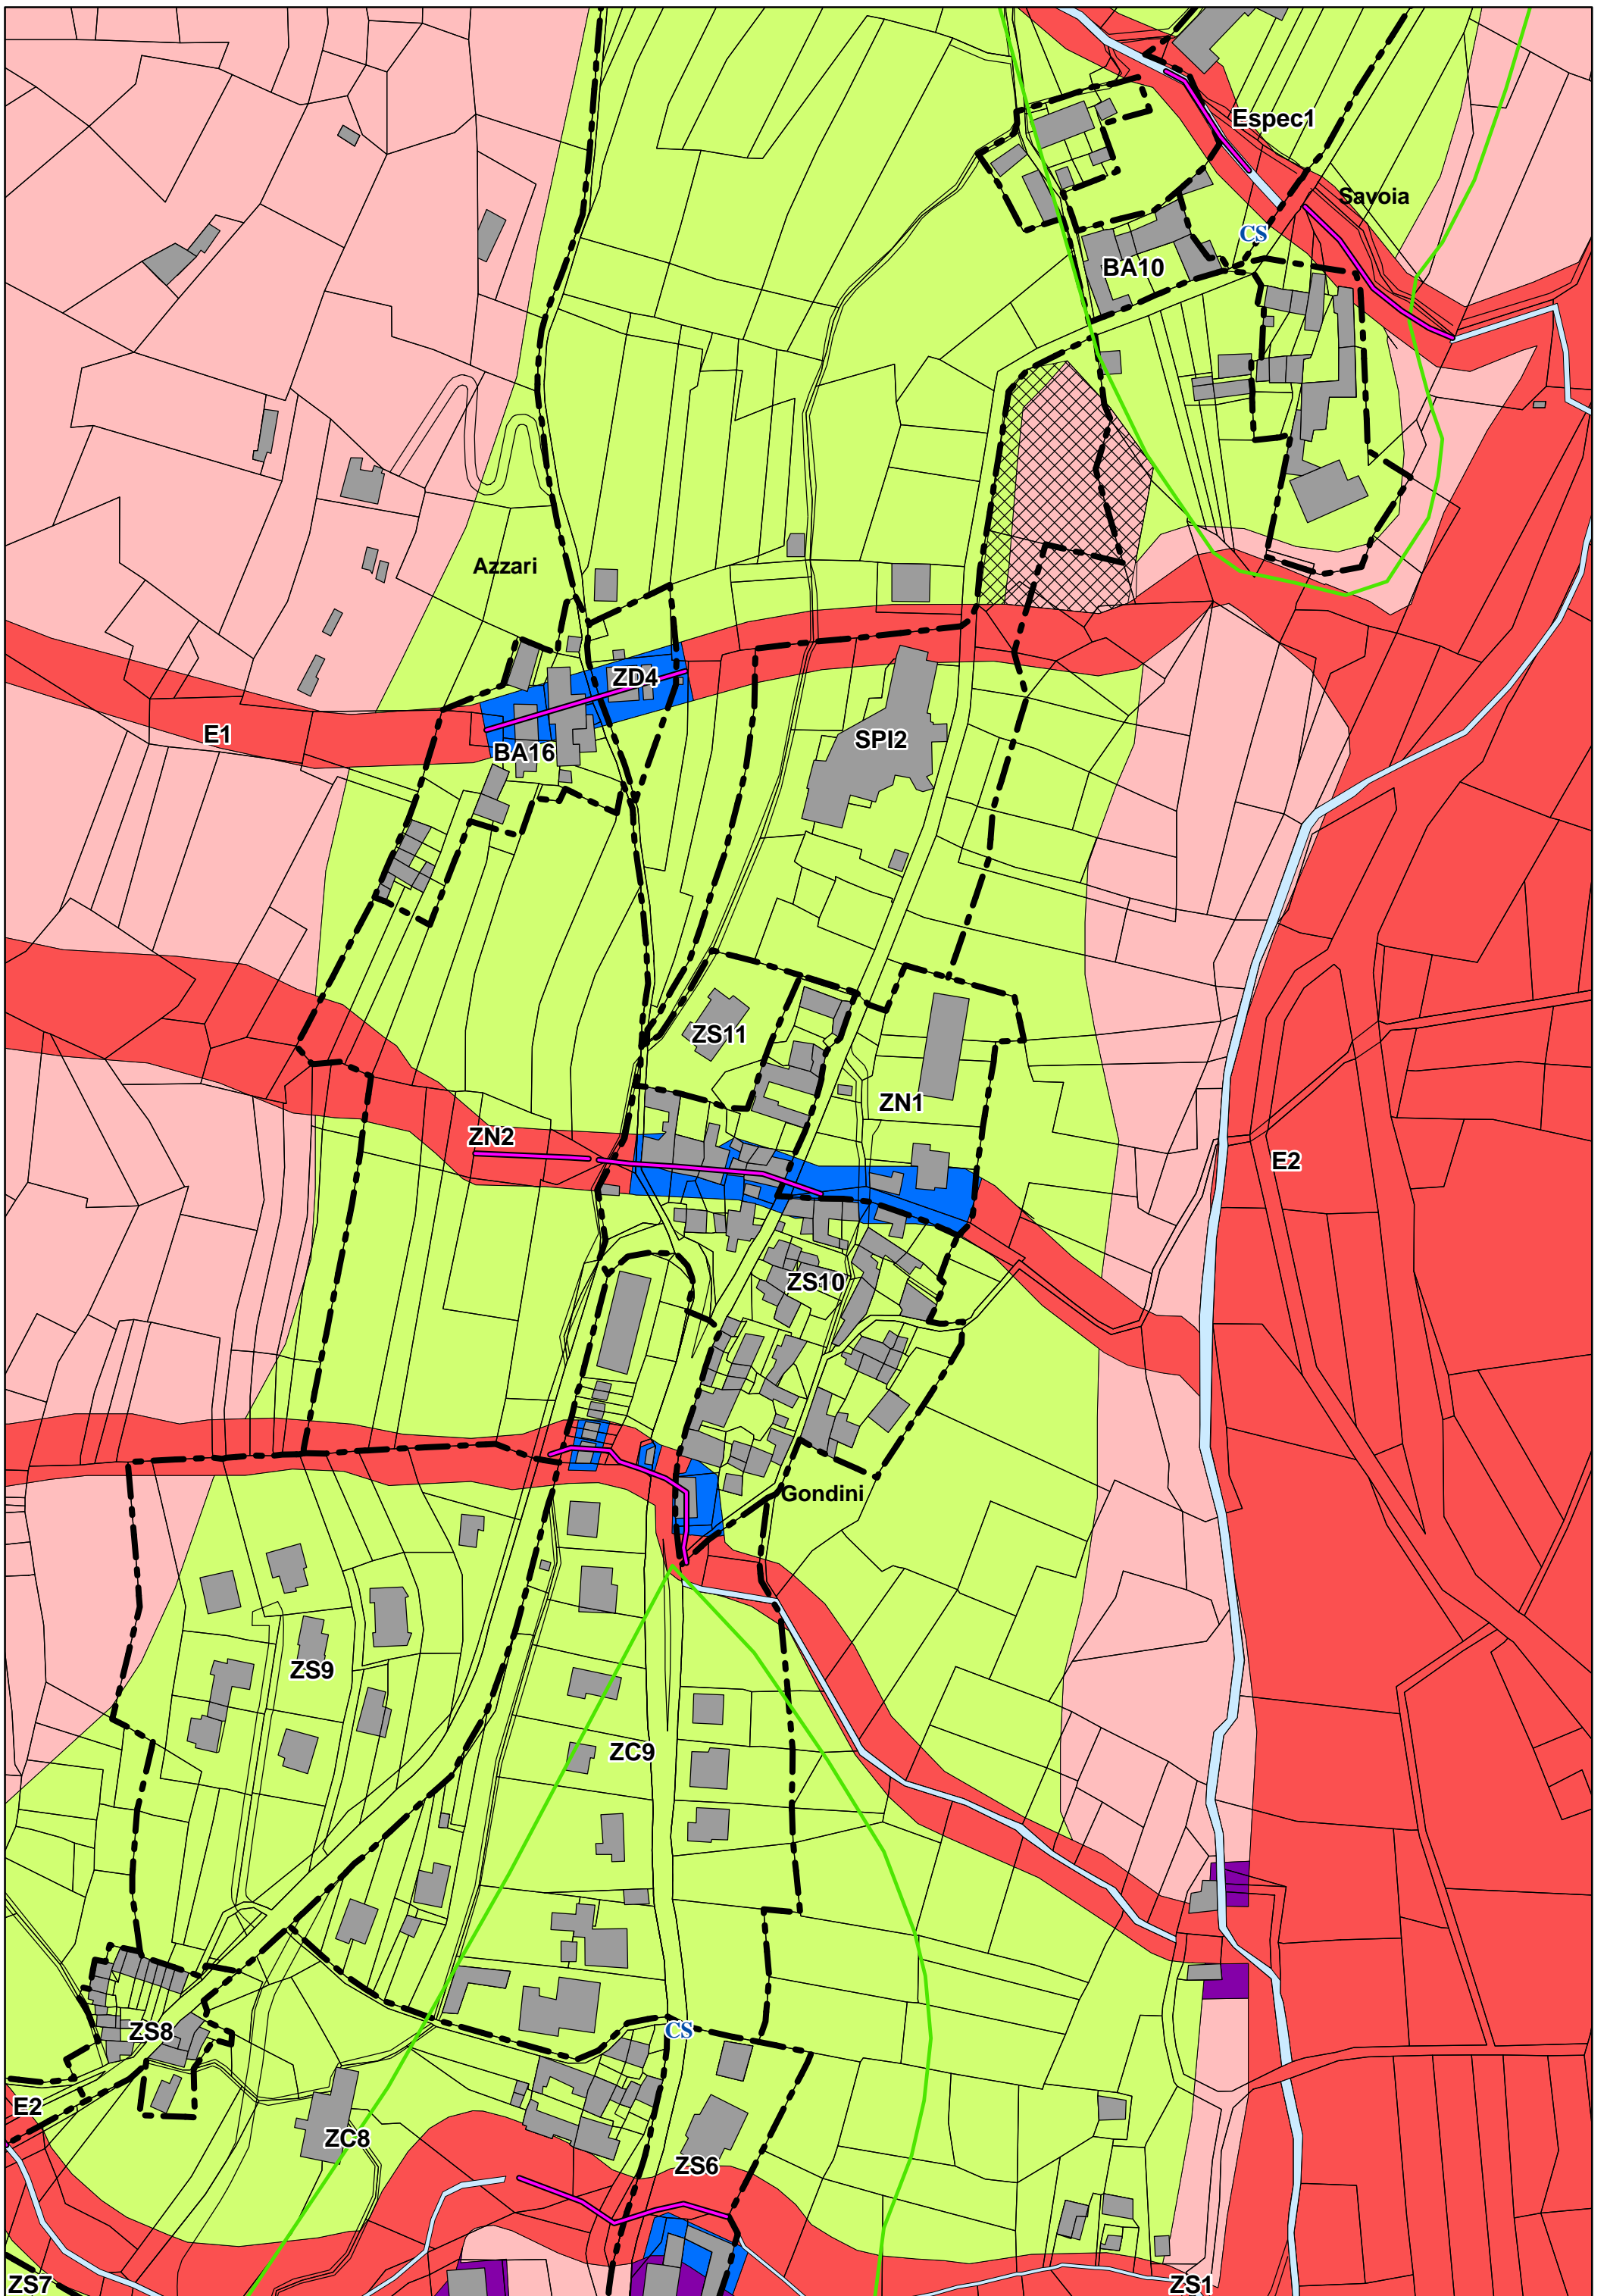 Espec1
Savoia
CS
BA10
Azzari
ZD4
E1
BA16
SPI2
ZS11
ZN1
ZN2
E2
ZS10
Gondini
ZS9
ZC9
CS
ZS8
E2
ZC8
ZS6
ZS7
ZS1